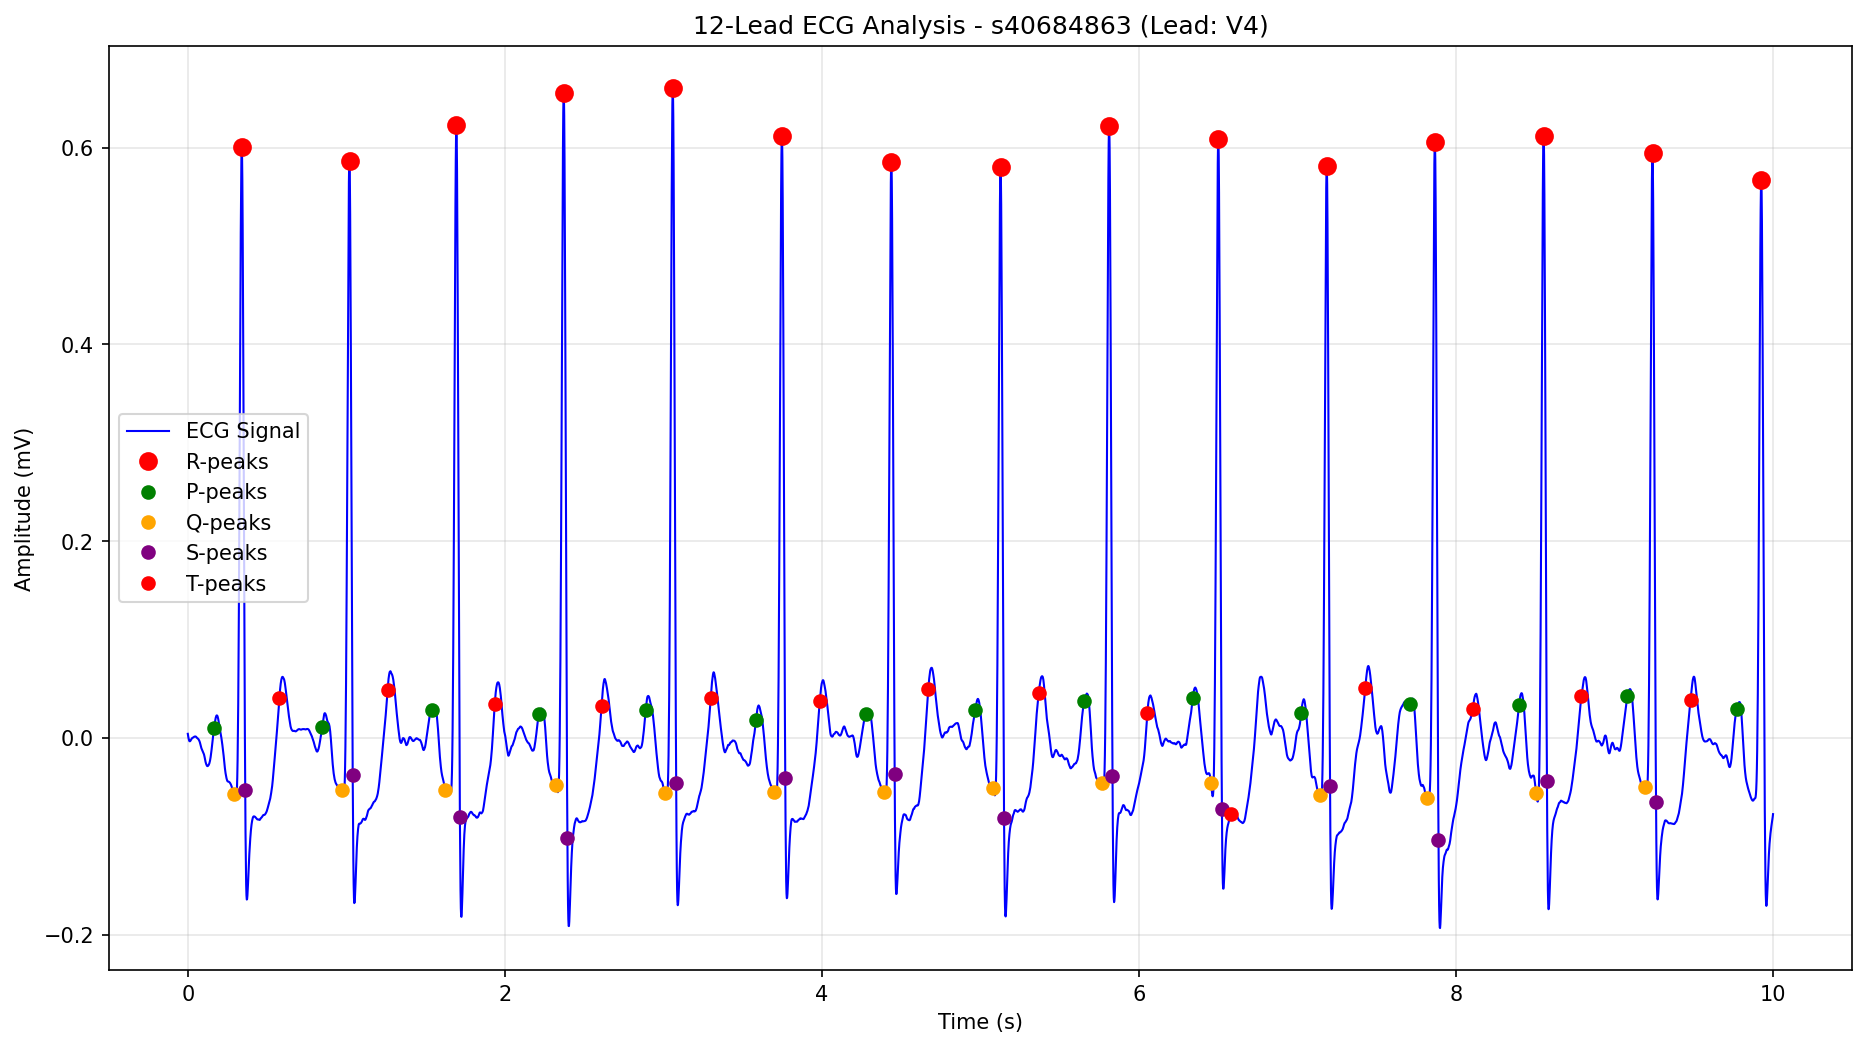 12-Lead ECG Analysis - s40684863 (Lead: V4)
Amplitude (mV)
0.6
0.4
0.2
0.0
−0.2
ECG Signal
R-peaks
P-peaks
Q-peaks
S-peaks
T-peaks
0 2 4 6 8 10
Time (s)